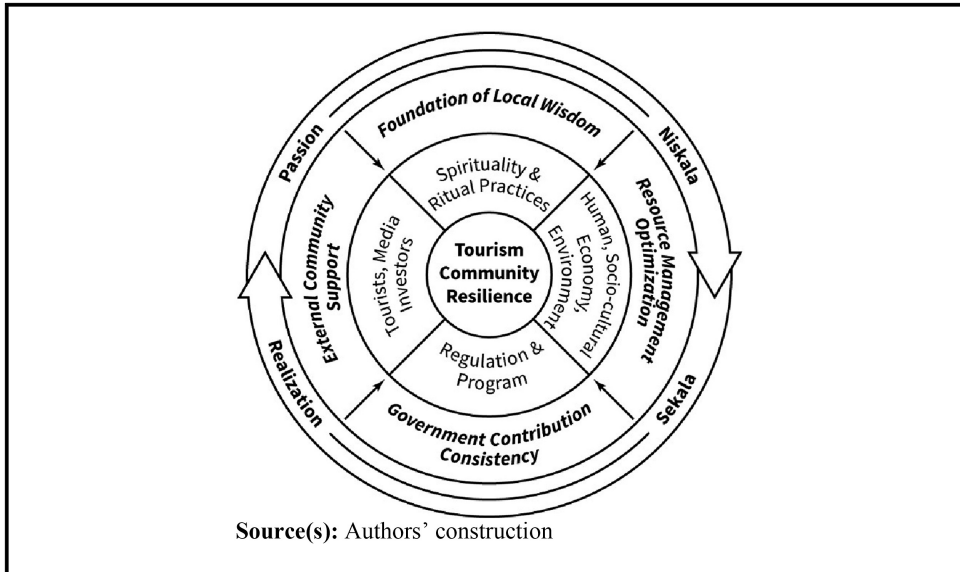 Passion
Niskala
Foundation of Local Wisdom
Spirituality &
Ritual Practices
External Community
Support
Tourists, Media
Investors
Tourism
Community
Resilience
Human, Socio-cultural
Economy,
Environment
Resource Management
Optimization
Regulation &
Program
Government Contribution
Consistency
Realization
Sekala
Source(s): Authors' construction